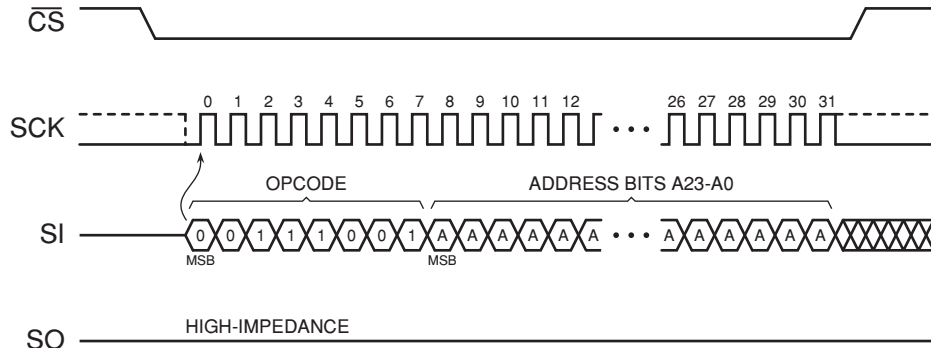 CS
0 1 2 3 4 5 6 7 8 9 10 11 12 26 27 28 29 30 31
SCK
OPCODE ADDRESS BITS A23-A0
SI 0 0 1 1 1 0 0 1 A A A A A A A A A A A A
MSB MSB
HIGH-IMPEDANCE
SO